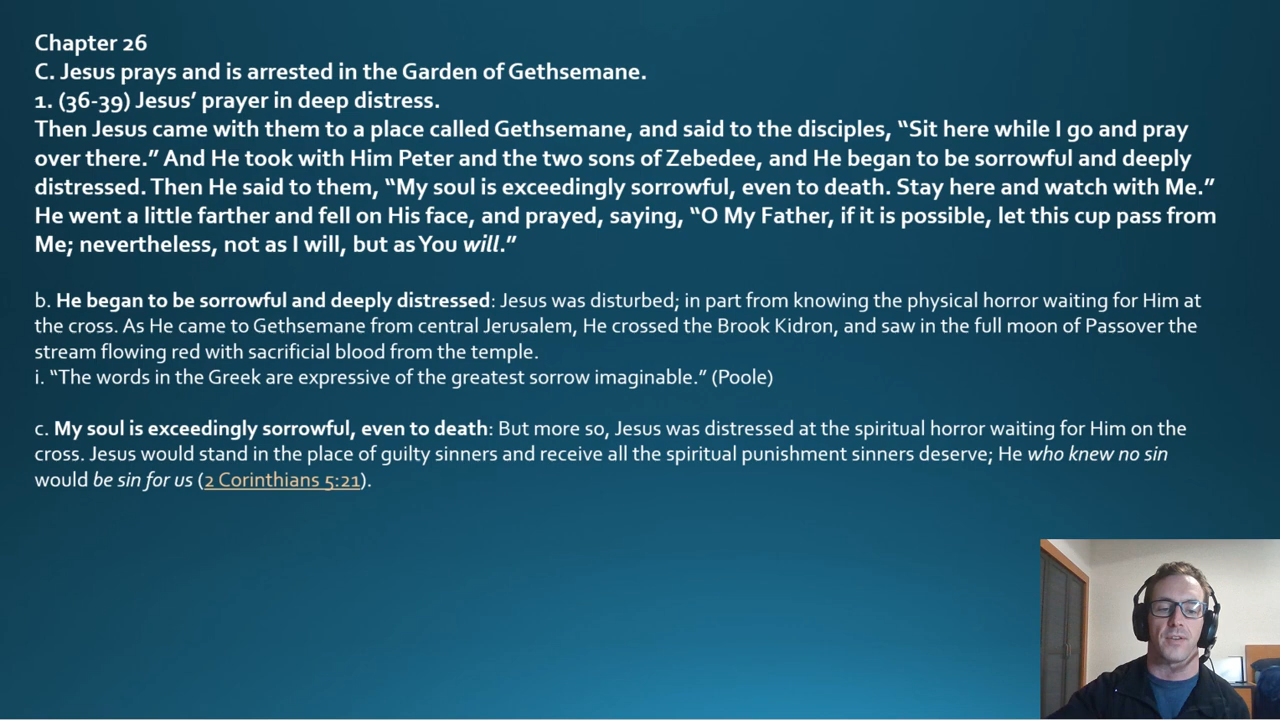 Chapter 26
C. Jesus prays and is arrested in the Garden of Gethsemane.
1. (36-39) Jesus’ prayer in deep distress.
Then Jesus came with them to a place called Gethsemane, and said to the disciples, “Sit here while I go and pray
over there.” And He took with Him Peter and the two sons of Zebedee, and He began to be sorrowful and deeply
distressed. Then He said to them, “My soul is exceedingly sorrowful, even to death. Stay here and watch with Me.”
He went a little farther and fell on His face, and prayed, saying, “O My Father, if it is possible, let this cup pass from
Me; nevertheless, not as I will, but as You will.”
b. He began to be sorrowful and deeply distressed: Jesus was disturbed; in part from knowing the physical horror waiting for Him at
the cross. As He came to Gethsemane from central Jerusalem, He crossed the Brook Kidron, and saw in the full moon of Passover the
stream flowing red with sacrificial blood from the temple.
i. “The words in the Greek are expressive of the greatest sorrow imaginable.” (Poole)
c. My soul is exceedingly sorrowful, even to death: But more so, Jesus was distressed at the spiritual horror waiting for Him on the
cross. Jesus would stand in the place of guilty sinners and receive all the spiritual punishment sinners deserve; He who knew no sin
would be sin for us (2 Corinthians 5:21).